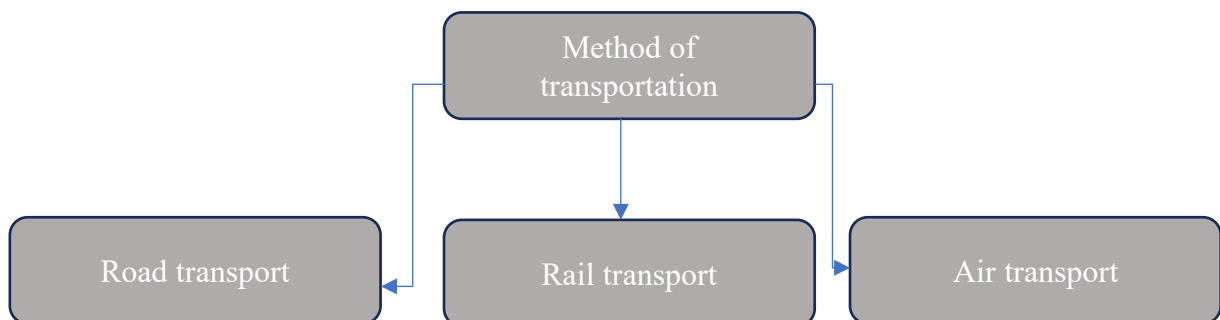 Method of
transportation
Road transport
Rail transport
Air transport